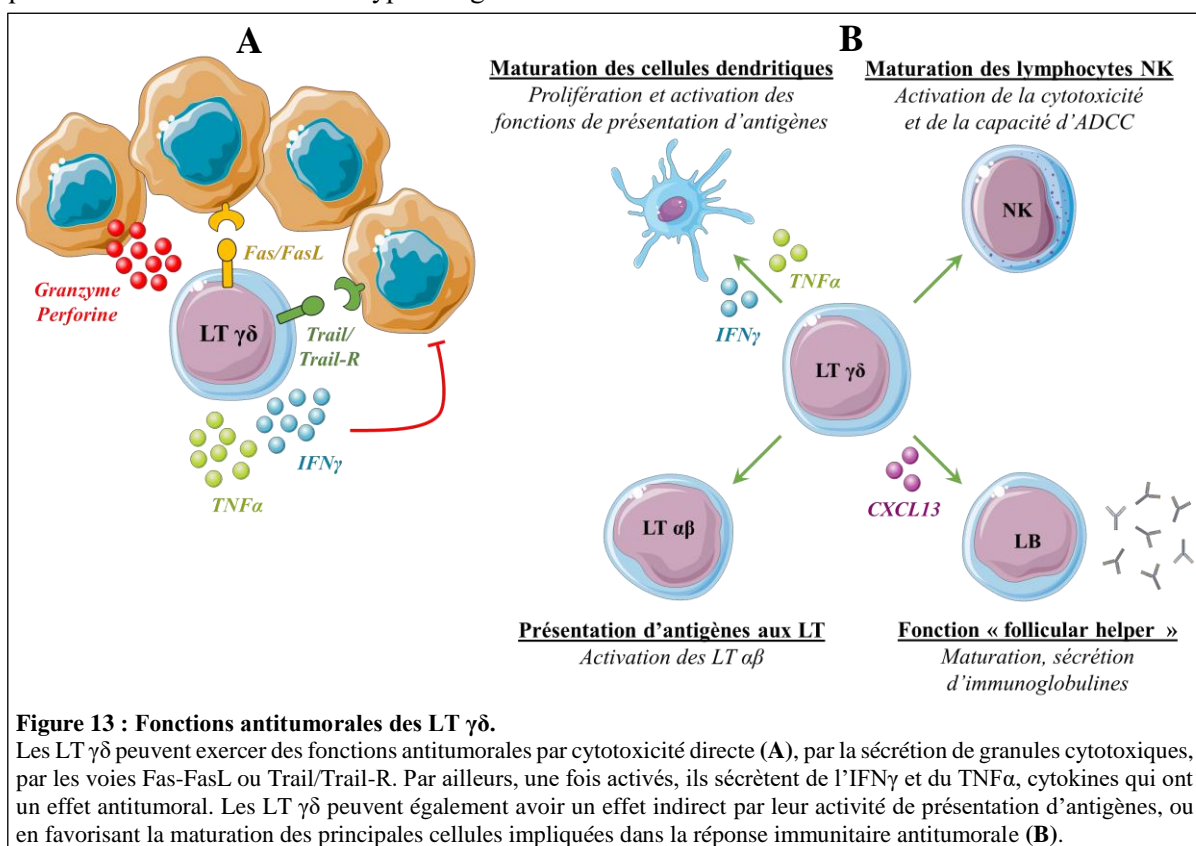 A
B
Maturation des cellules dendritiques
Prolifération et activation des
fonctions de présentation d'antigènes
Maturation des lymphocytes NK
Activation de la cytotoxicité
et de la capacité d'ADCC
NK
Fas/FasL
TNFα
Granzyme
Perforine
LT γδ
Trail/
Trail-R
IFNγ
LT γδ
IFNγ
TNFα
CXCL13
LT αβ
LB
Présentation d'antigènes aux LT
Activation des LT αβ
Fonction « follicular helper »
Maturation, sécrétion
d'immunoglobulines
Figure 13 : Fonctions antitumorales des LT γδ.
Les LT γδ peuvent exercer des fonctions antitumorales par cytotoxicité directe (A), par la sécrétion de granules cytotoxiques,
par les voies Fas-FasL ou Trail/Trail-R. Par ailleurs, une fois activés, ils sécrètent de l'IFNγ et du TNFα, cytokines qui ont
un effet antitumoral. Les LT γδ peuvent également avoir un effet indirect par leur activité de présentation d'antigènes, ou
en favorisant la maturation des principales cellules impliquées dans la réponse immunitaire antitumorale (B).